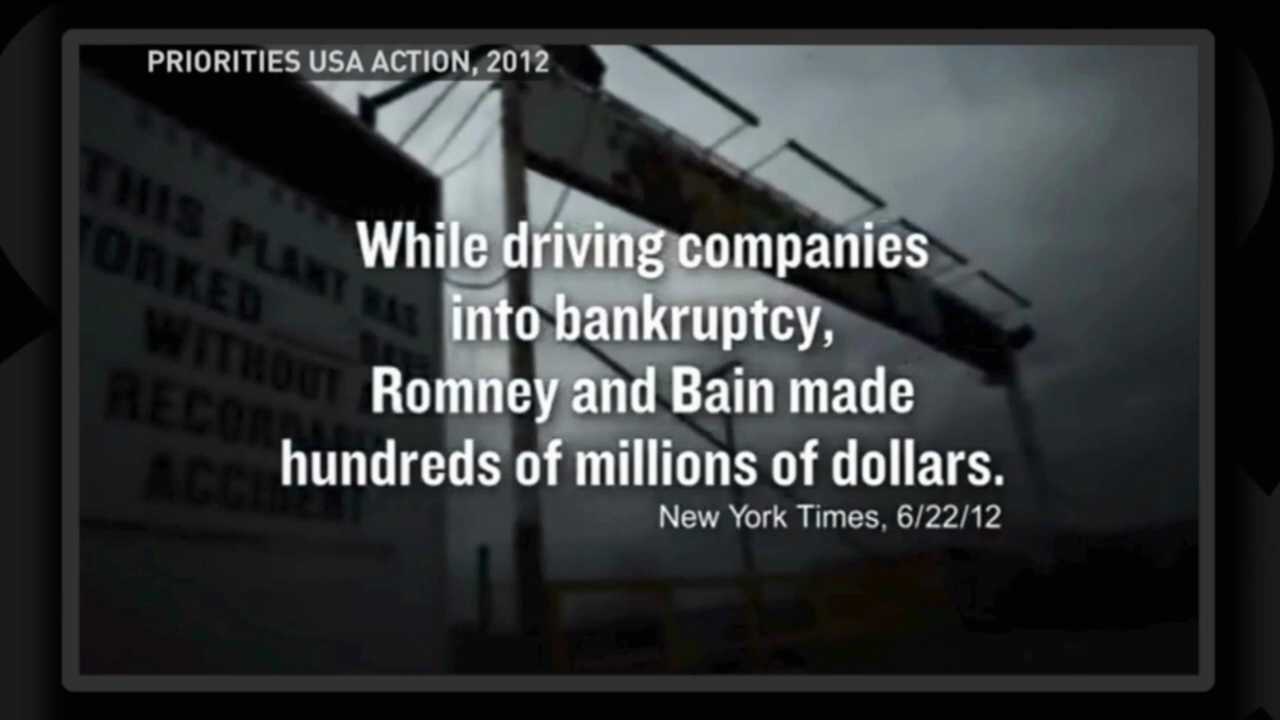 PRIORITIES USA ACTION, 2012
THIS PLANT HAS
WORKED
WITHOUT
While driving companies
into bankruptcy,
Romney and Bain made
hundreds of millions of dollars.
New York Times, 6/22/12
ACCIDENT